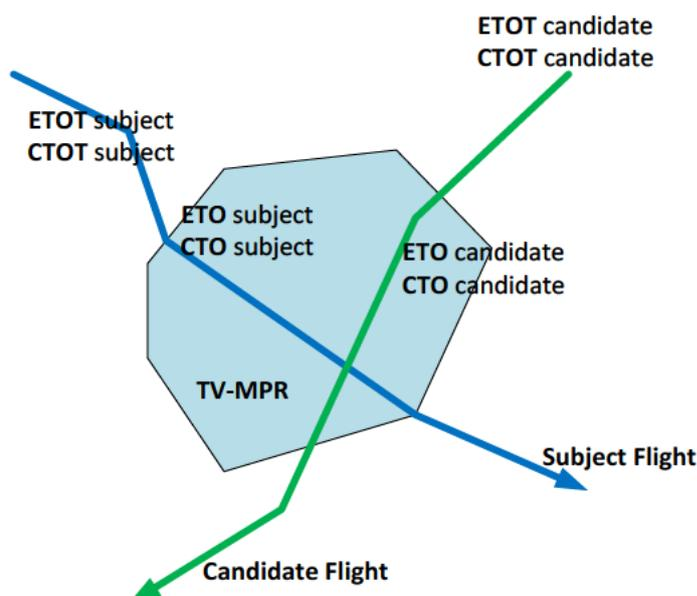 ETOT candidate
CTOT candidate
ETOT subject
CTOT subject
ETO subject
CTO subject
ETO candidate
CTO candidate
TV-MPR
Subject Flight
Candidate Flight